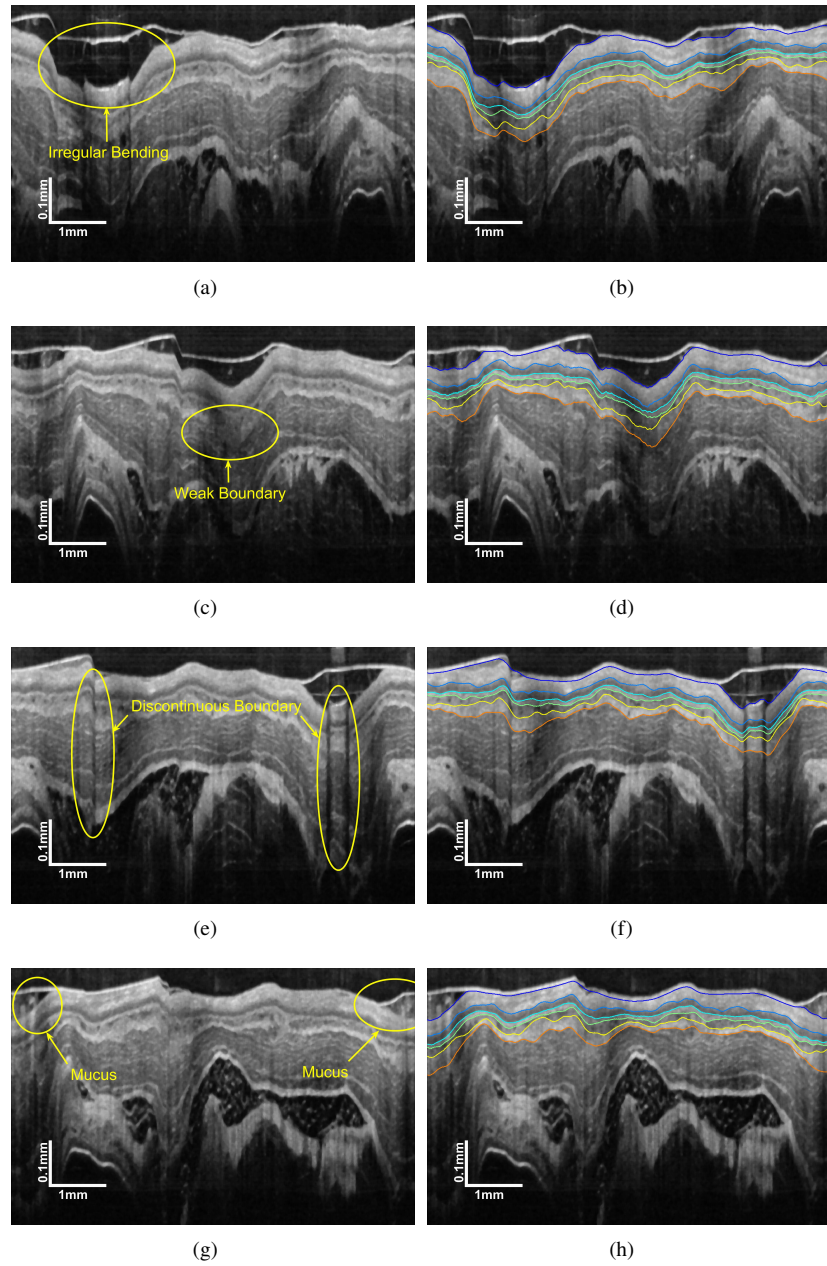 Irregular Bending
0.1mm
1mm
0.1mm
1mm
(a)
(b)
Weak Boundary
0.1mm
1mm
0.1mm
1mm
(c)
(d)
Discontinuous Boundary
0.1mm
1mm
0.1mm
1mm
(e)
(f)
Mucus
Mucus
0.1mm
1mm
0.1mm
1mm
(g)
(h)